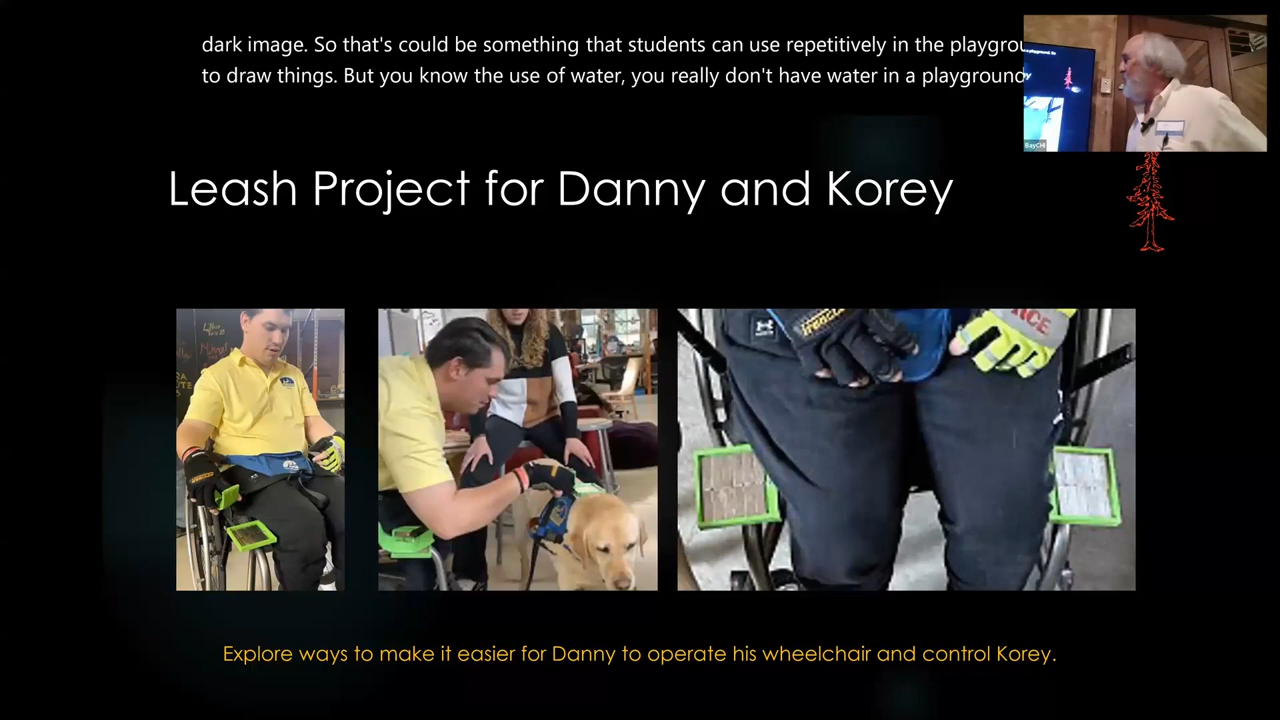 dark image. So that's could be something that students can use repetitively in the playgrou
to draw things. But you know the use of water, you really don't have water in a playground
BayCHI
Leash Project for Danny and Korey
Explore ways to make it easier for Danny to operate his wheelchair and control Korey.